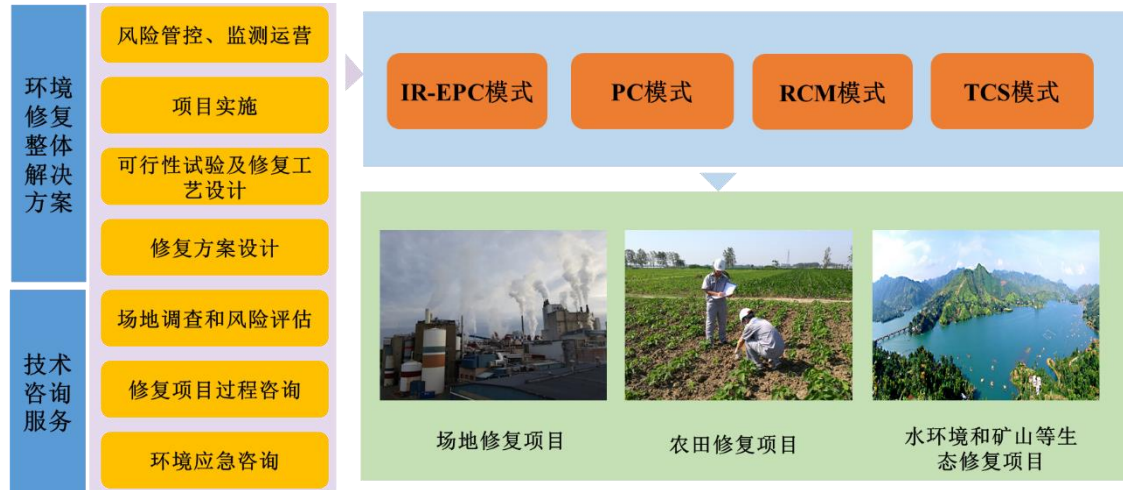 环境
修复
整体
解决
方案
技术
咨询
服务
风险管控、监测运营
项目实施
可行性试验及修复工
艺设计
修复方案设计
场地调查和风险评估
修复项目过程咨询
环境应急咨询
IR-EPC模式
PC模式
RCM模式
TCS模式
场地修复项目
农田修复项目
水环境和矿山等生
态修复项目